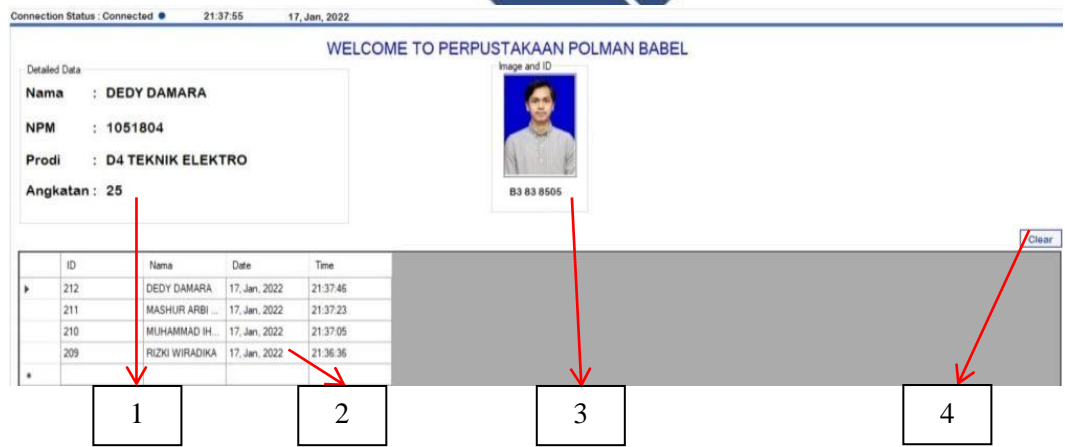 Connection Status : Connected 21:37:55 17, Jan, 2022
WELCOME TO PERPUSTAKAAN POLMAN BABEL
Detailed Data
Nama : DEDY DAMARA
NPM : 1051804
Prodi : D4 TEKNIK ELEKTRO
Angkatan : 25
Image and ID
B3 83 8505
Clear
ID Nama Date Time
212 DEDY DAMARA 17, Jan, 2022 21:37:46
211 MASHUR ARBI ... 17, Jan, 2022 21:37:23
210 MUHAMMAD IH... 17, Jan, 2022 21:37:05
209 RIZKI WIRADIKA 17, Jan, 2022 21:36:36
1 2 3 4